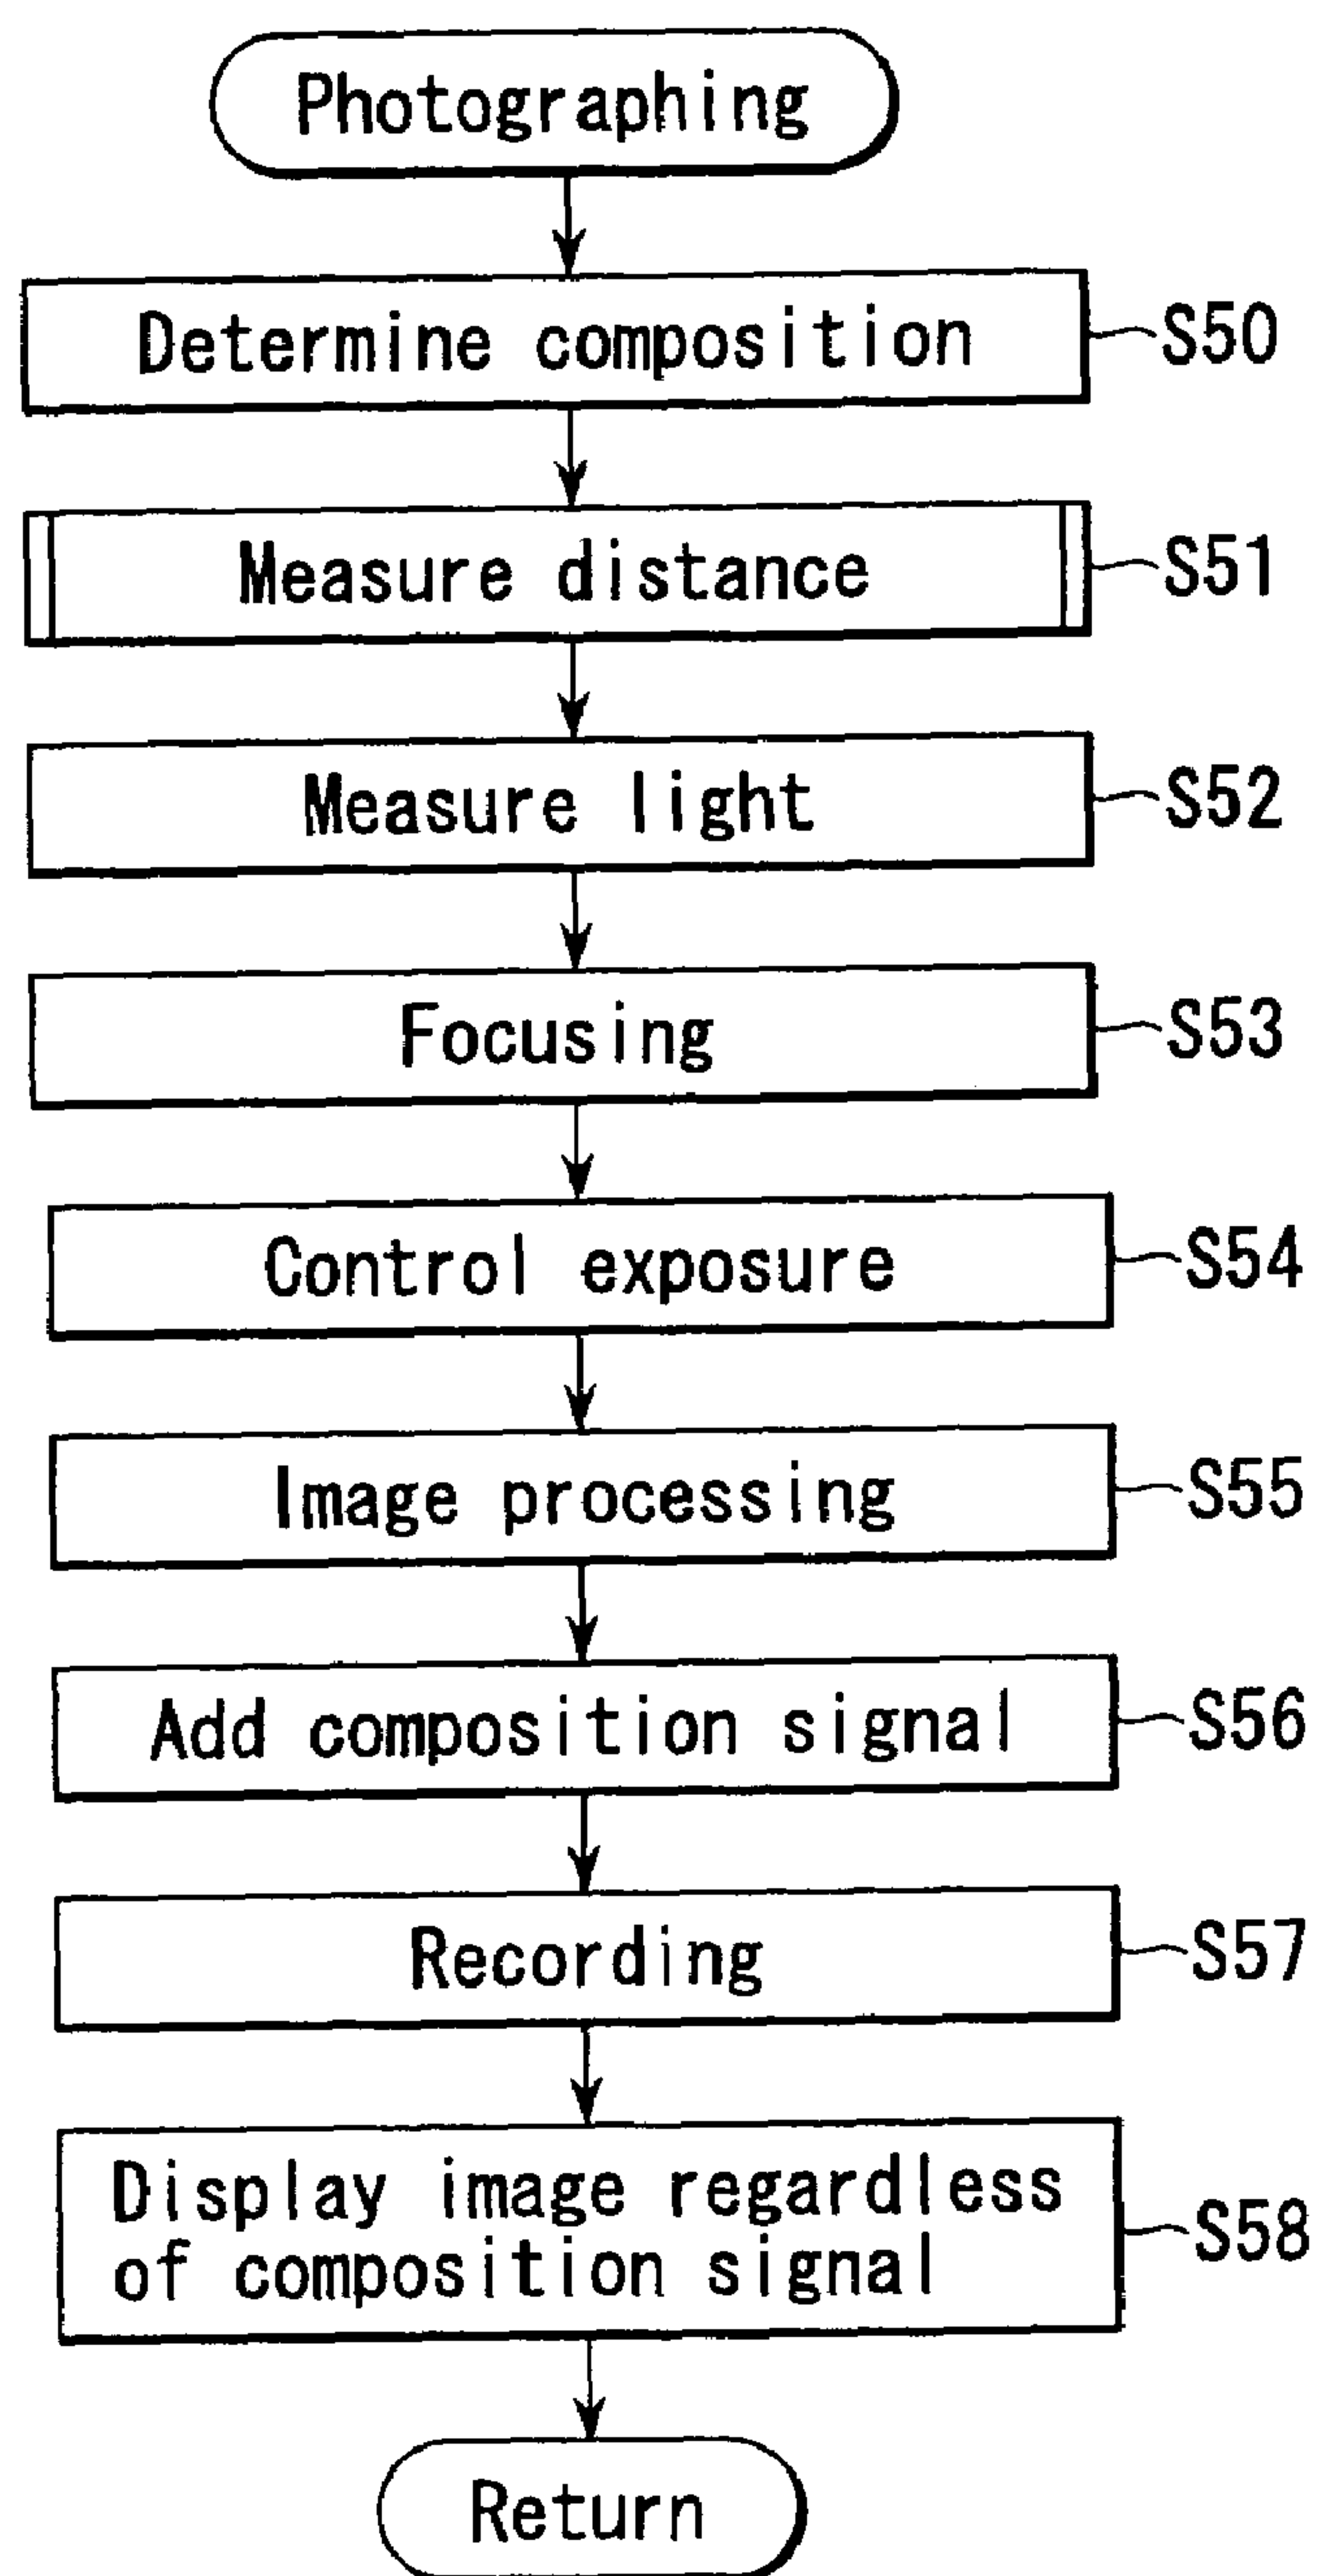 Photographing
Determine composition S50
Measure distance S51
Measure light S52
Focusing S53
Control exposure S54
Image processing S55
Add composition signal S56
Recording S57
Display image regardless
of composition signal S58
Return